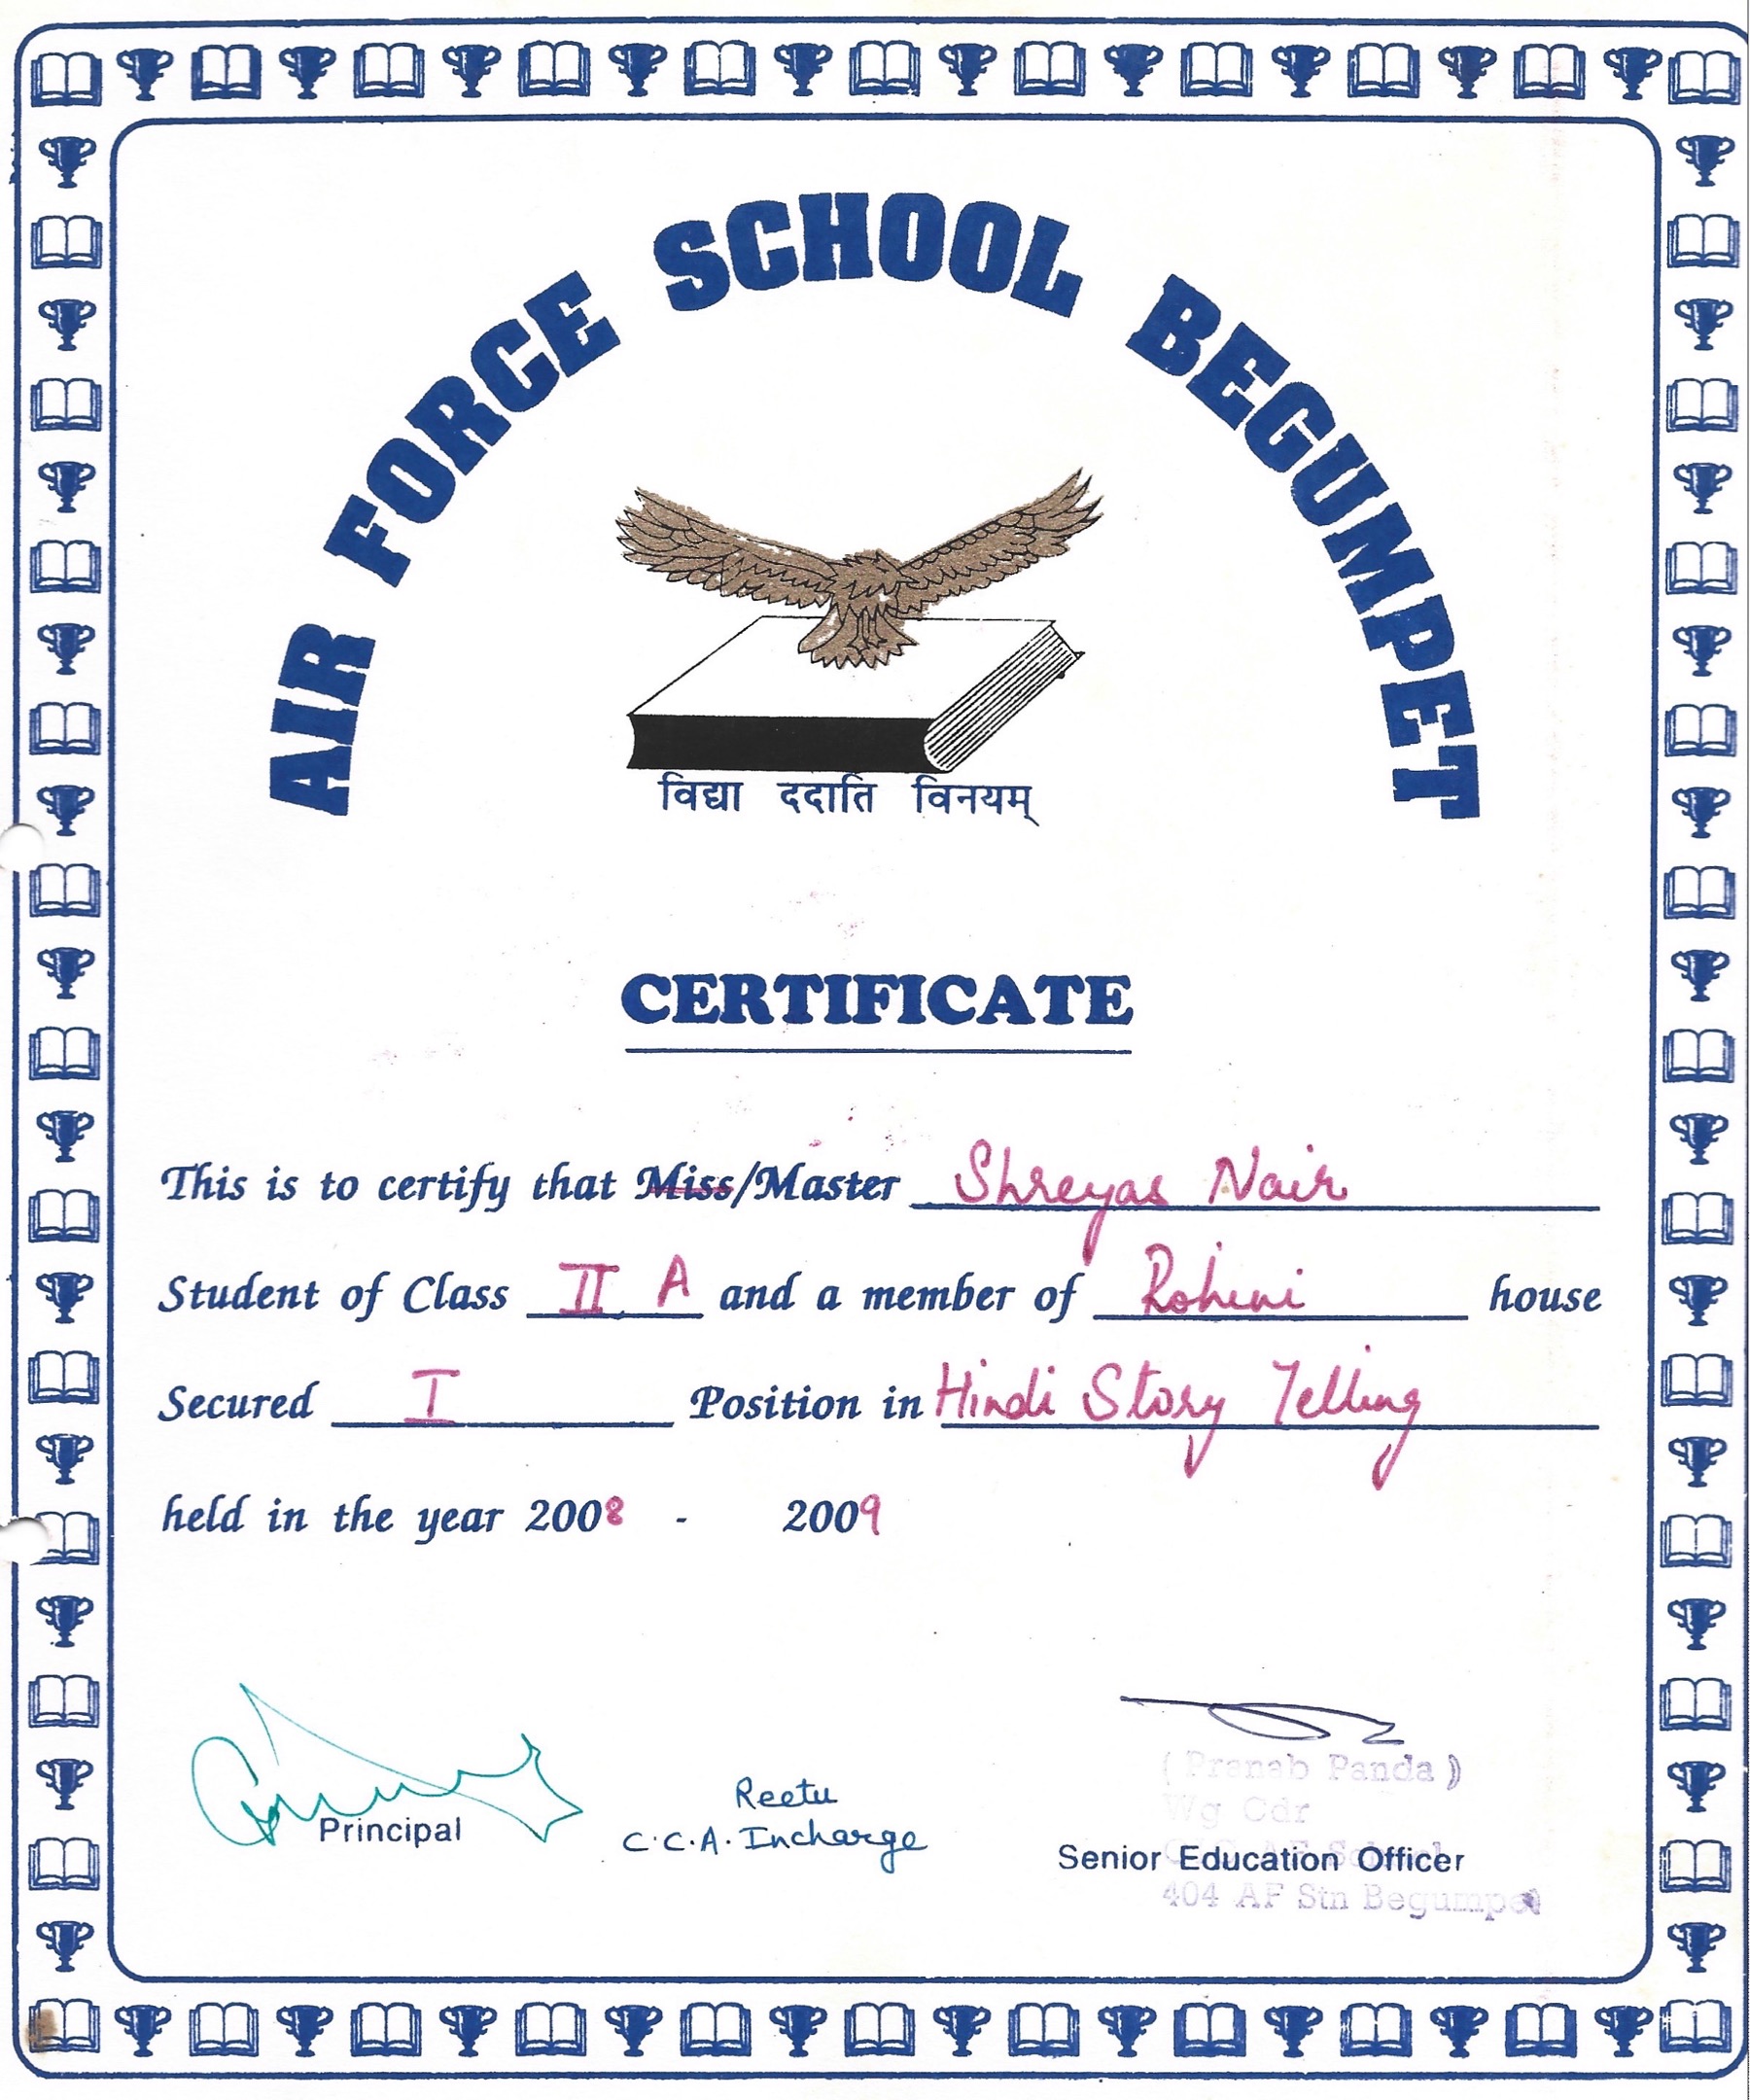 AIR FORCE SCHOOL BEGUMPET
विद्या ददाति विनयम्
CERTIFICATE
This is to certify that Miss/Master Shreyas Nair
Student of Class II A and a member of Rohini house
Secured I Position in Hindi Story Telling
held in the year 2008 - 2009
(Pranab Panda)
Wg Cdr
Reetu
Principal
C.C.A. Incharge
Senior Education Officer
404 AF Stn Begumpet